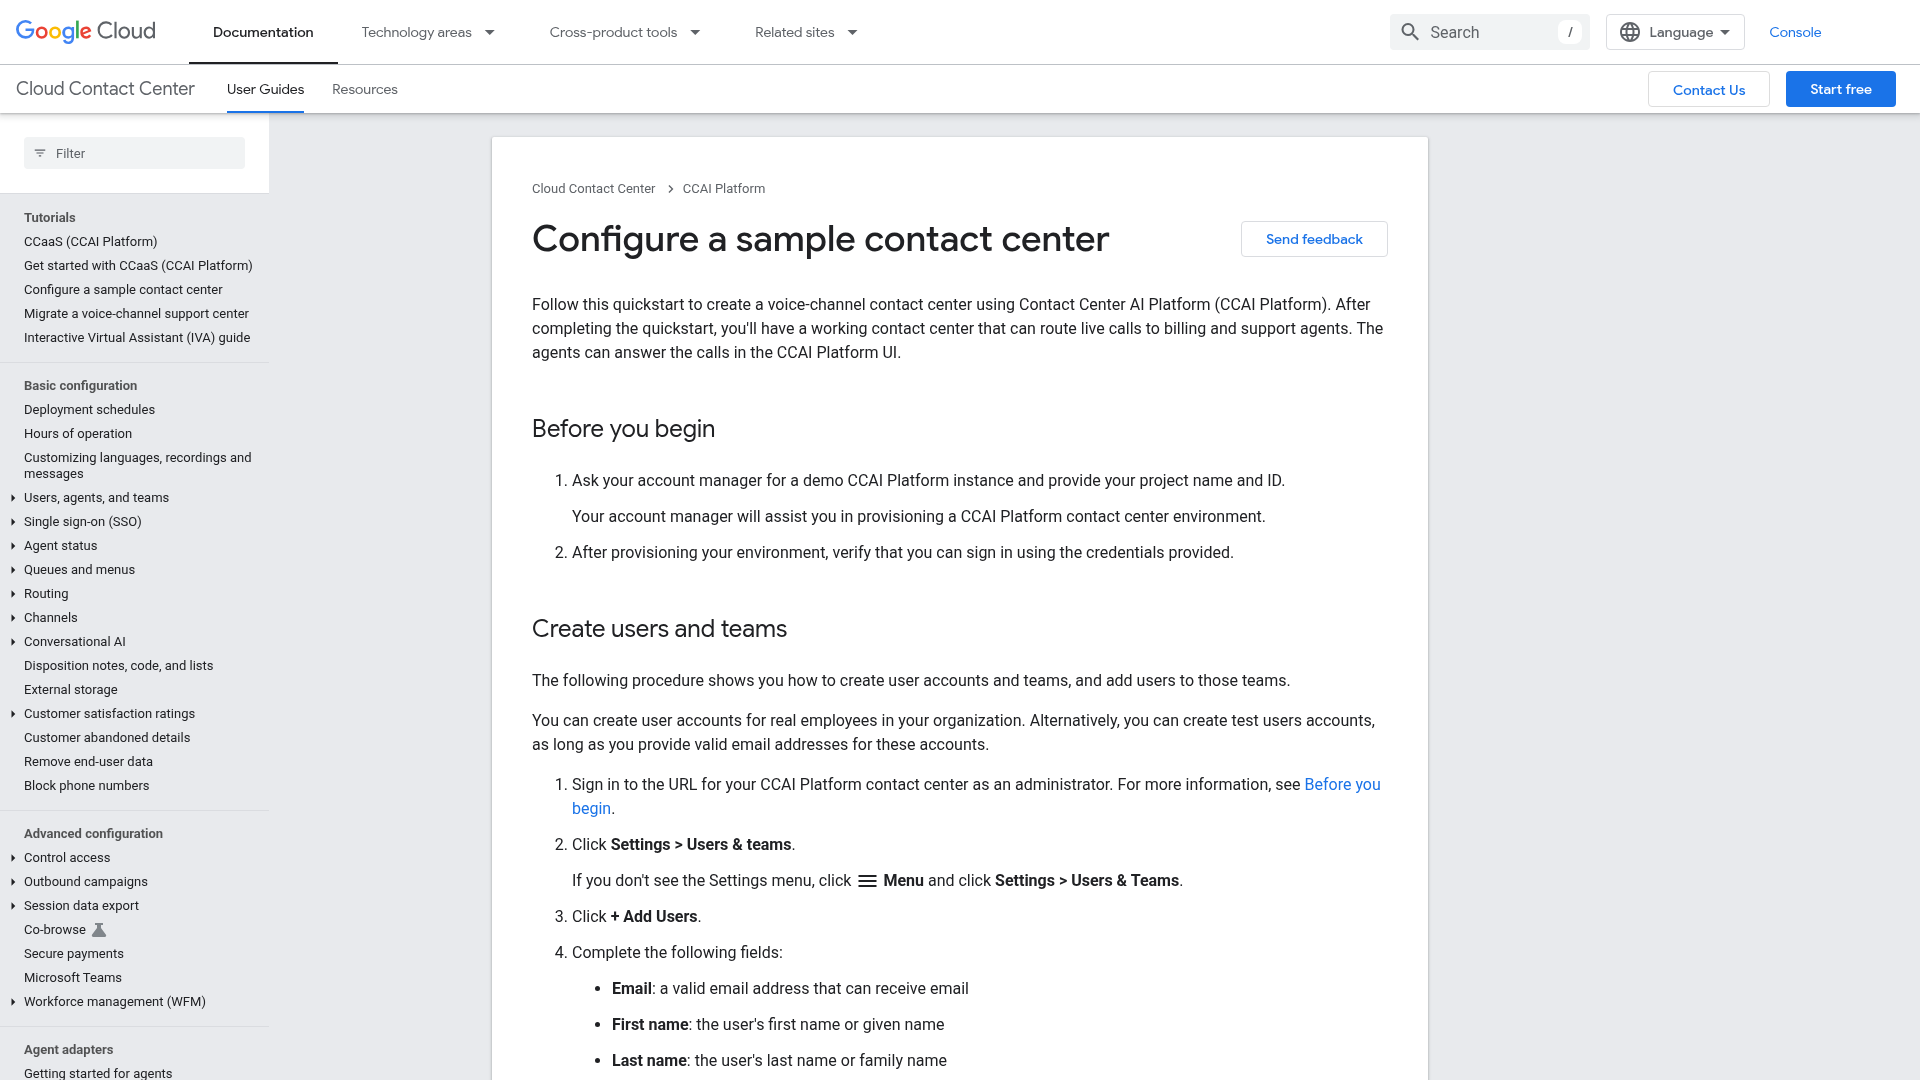 Google Cloud
Documentation
Technology areas
Cross-product tools
Related sites
Search
/
Language
Console
Cloud Contact Center
User Guides
Resources
Contact Us
Start free
Filter
Tutorials
CCaaS (CCAI Platform)
Get started with CCaaS (CCAI Platform)
Configure a sample contact center
Migrate a voice-channel support center
Interactive Virtual Assistant (IVA) guide
Basic configuration
Deployment schedules
Hours of operation
Customizing languages, recordings and
messages
Users, agents, and teams
Single sign-on (SSO)
Agent status
Queues and menus
Routing
Channels
Conversational AI
Disposition notes, code, and lists
External storage
Customer satisfaction ratings
Customer abandoned details
Remove end-user data
Block phone numbers
Advanced configuration
Control access
Outbound campaigns
Session data export
Co-browse
Secure payments
Microsoft Teams
Workforce management (WFM)
Agent adapters
Getting started for agents
Cloud Contact Center > CCAI Platform
Configure a sample contact center
Send feedback
Follow this quickstart to create a voice-channel contact center using Contact Center AI Platform (CCAI Platform). After
completing the quickstart, you'll have a working contact center that can route live calls to billing and support agents. The
agents can answer the calls in the CCAI Platform UI.
Before you begin
1. Ask your account manager for a demo CCAI Platform instance and provide your project name and ID.
Your account manager will assist you in provisioning a CCAI Platform contact center environment.
2. After provisioning your environment, verify that you can sign in using the credentials provided.
Create users and teams
The following procedure shows you how to create user accounts and teams, and add users to those teams.
You can create user accounts for real employees in your organization. Alternatively, you can create test users accounts,
as long as you provide valid email addresses for these accounts.
1. Sign in to the URL for your CCAI Platform contact center as an administrator. For more information, see Before you
begin.
2. Click Settings > Users & teams.
If you don't see the Settings menu, click Menu and click Settings > Users & Teams.
3. Click + Add Users.
4. Complete the following fields:
• Email: a valid email address that can receive email
• First name: the user's first name or given name
• Last name: the user's last name or family name